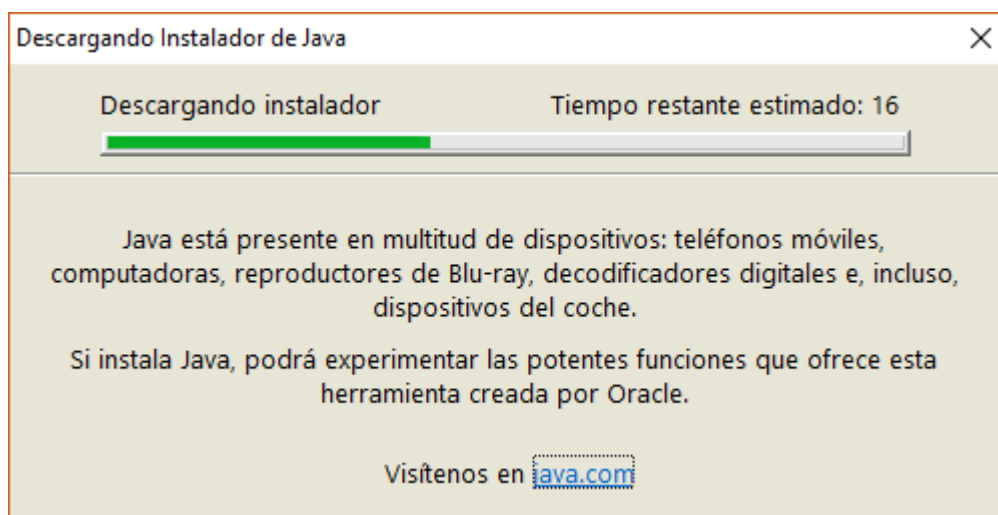 Descargando Instalador de Java
Descargando instalador Tiempo restante estimado: 16
Java está presente en multitud de dispositivos: teléfonos móviles,
computadoras, reproductores de Blu-ray, decodificadores digitales e, incluso,
dispositivos del coche.
Si instala Java, podrá experimentar las potentes funciones que ofrece esta
herramienta creada por Oracle.
Visítenos en java.com